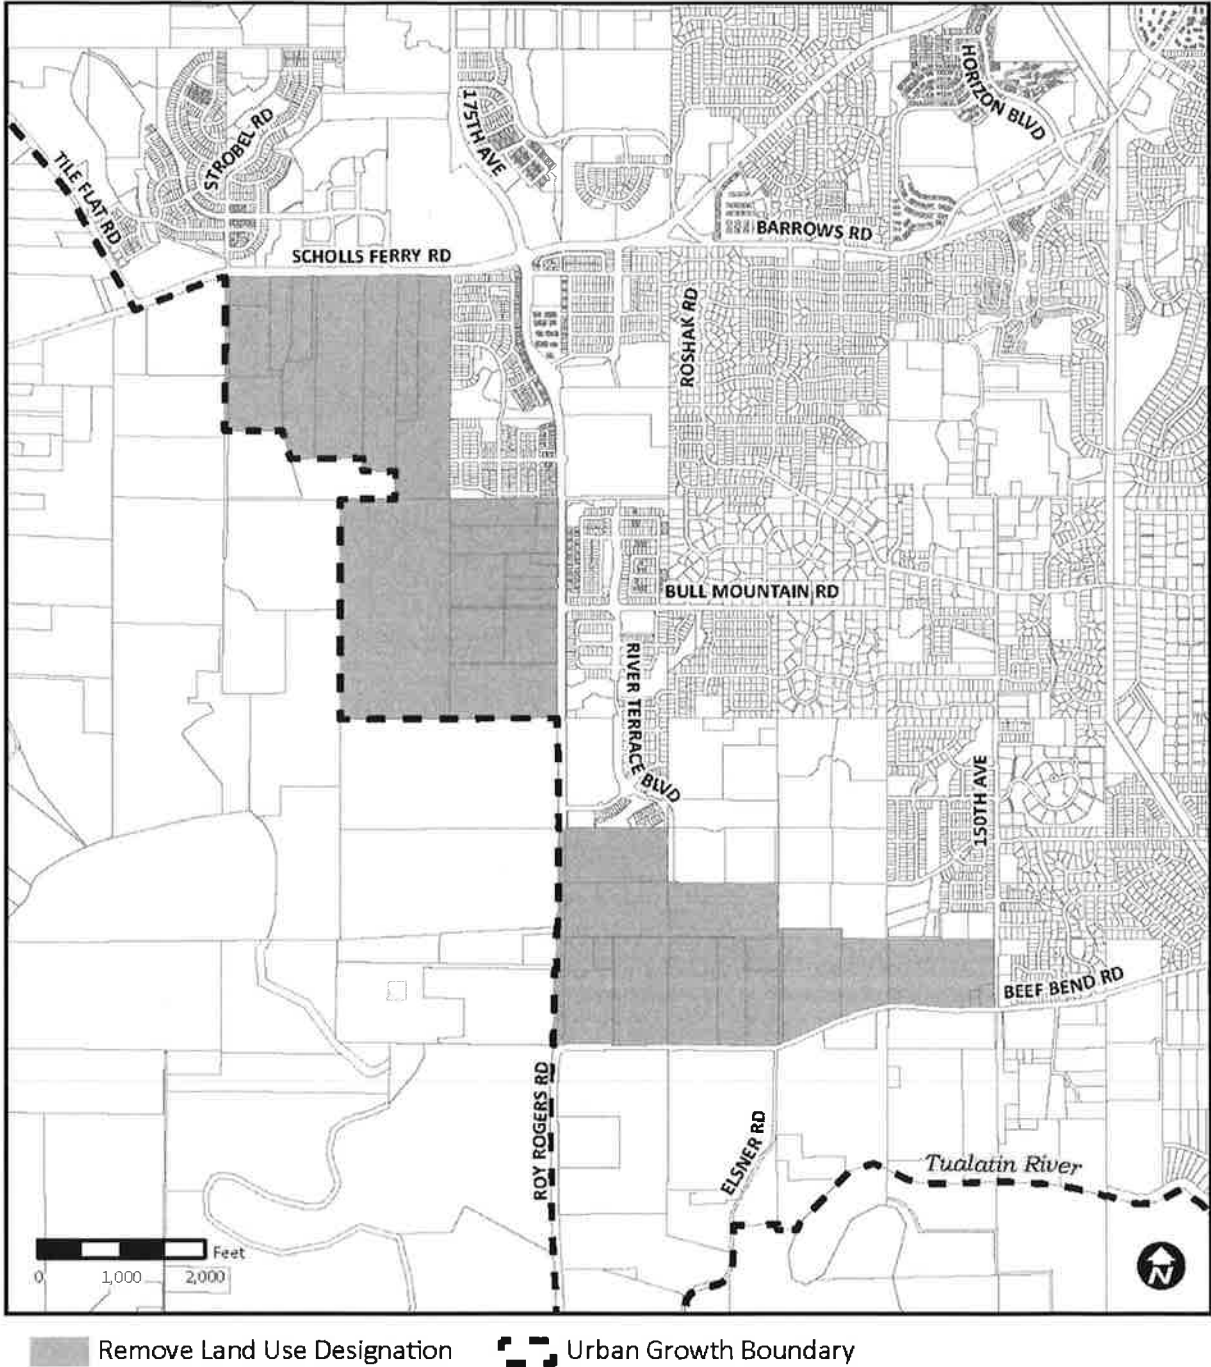 HORIZON BLVD
175TH AVE
STROBEL RD
TILE FLAT RD
BARROWS RD
SCHOLLS FERRY RD
ROSHAK RD
BULL MOUNTAIN RD
RIVER TERRACE BLVD
150TH AVE
BEEF BEND RD
ROY ROGERS RD
ELSNER RD
Tualatin River
Feet
0 1,000 2,000
N
Remove Land Use Designation Urban Growth Boundary